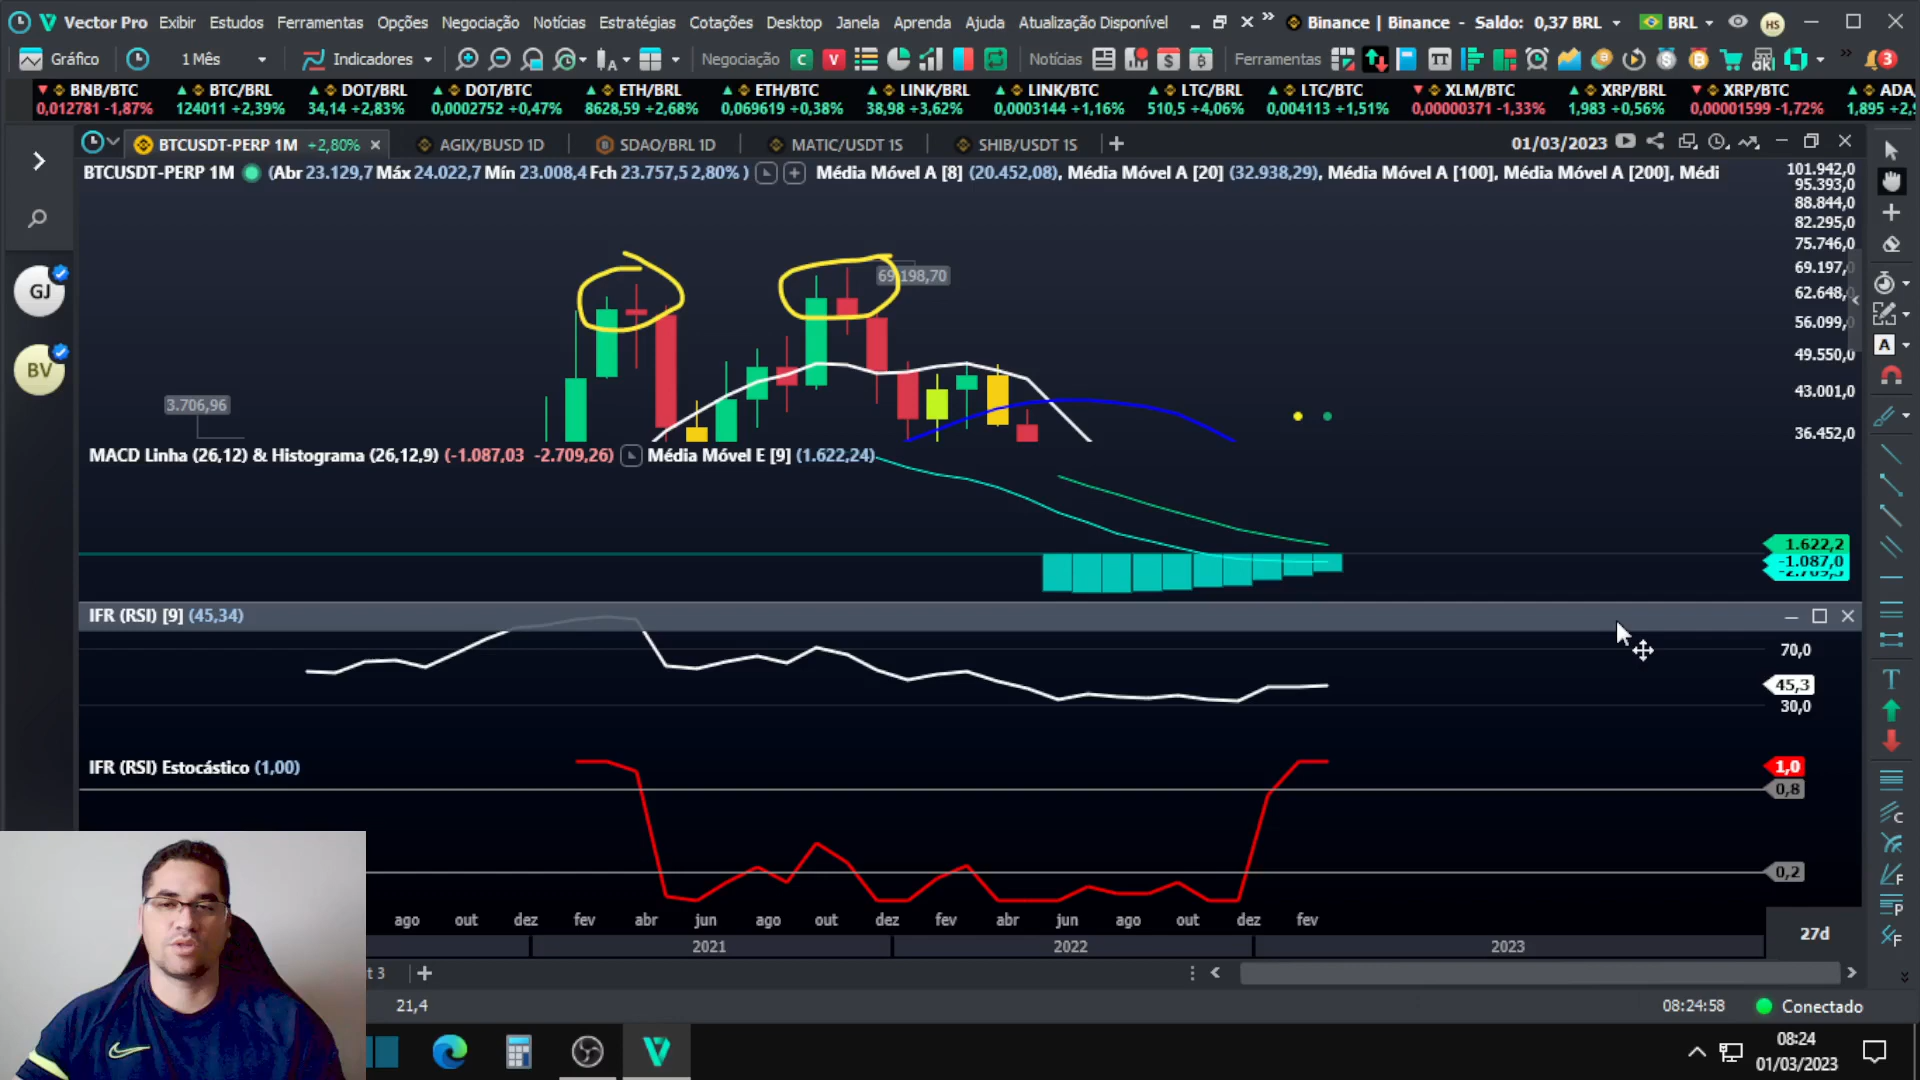 Vector Pro Exibir Estudos Ferramentas Opções Negociação Notícias Estratégias Cotações Desktop Janela Aprenda Ajuda Atualização Disponível Binance | Binance - Saldo: 0,37 BRL BRL HS
Gráfico 1 Mês Indicadores Negociação C V Notícias Ferramentas 3
BNB/BTC BTC/BRL DOT/BRL DOT/BTC ETH/BRL ETH/BTC LINK/BRL LINK/BTC LTC/BRL LTC/BTC XLM/BTC XRP/BRL XRP/BTC ADA
0,012781 -1,87% 124011 +2,39% 34,14 +2,83% 0,0002752 +0,47% 8628,59 +2,68% 0,069619 +0,38% 38,98 +3,62% 0,0003144 +1,16% 510,5 +4,06% 0,004113 +1,51% 0,00000371 -1,33% 1,983 +0,56% 0,00001599 -1,72% 1,895 +2,
BTCUSDT-PERP 1M +2,80% AGIX/BUSD 1D SDAO/BRL 1D MATIC/USDT 1S SHIB/USDT 1S 01/03/2023
BTCUSDT-PERP 1M (Abr 23.129,7 Máx 24.022,7 Mín 23.008,4 Fch 23.757,5 2,80% ) Média Móvel A [8] (20.452,08), Média Móvel A [20] (32.938,29), Média Móvel A [100], Média Móvel A [200], Médi
101.942,0
95.393,0
88.844,0
82.295,0
75.746,0
69.197,0
62.648,
56.099,
49.550,0
43.001,0
36.452,0
GJ
BV
69.198,70
3.706,96
MACD Linha (26,12) & Histograma (26,12,9) (-1.087,03 -2.709,26) Média Móvel E [9] (1.622,24)
1.622,2
-1.087,0
IFR (RSI) [9] (45,34)
70,0
45,3
30,0
IFR (RSI) Estocástico (1,00)
1,0
0,8
0,2
ago out dez fev abr jun ago out dez fev abr jun ago out dez fev
2021 2022 2023
27d
t 3
21,4
08:24:58 Conectado
08:24
01/03/2023